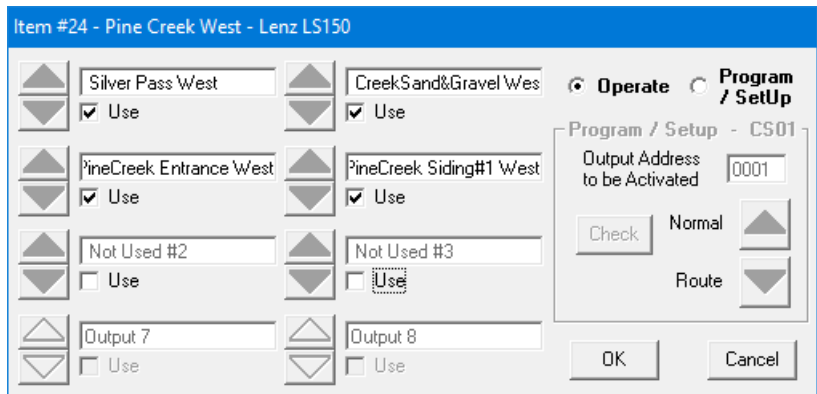 Item #24 - Pine Creek West - Lenz LS150
Silver Pass West
Use
CreekSand&Gravel Wes
Use
Operate
Program / SetUp
PineCreek Entrance West
Use
PineCreek Siding#1 West
Use
Not Used #2
Use
Not Used #3
Use
Output 7
Use
Output 8
Use
Program / Setup - CS01
Output Address
to be Activated
0001
Check
Normal
Route
OK
Cancel